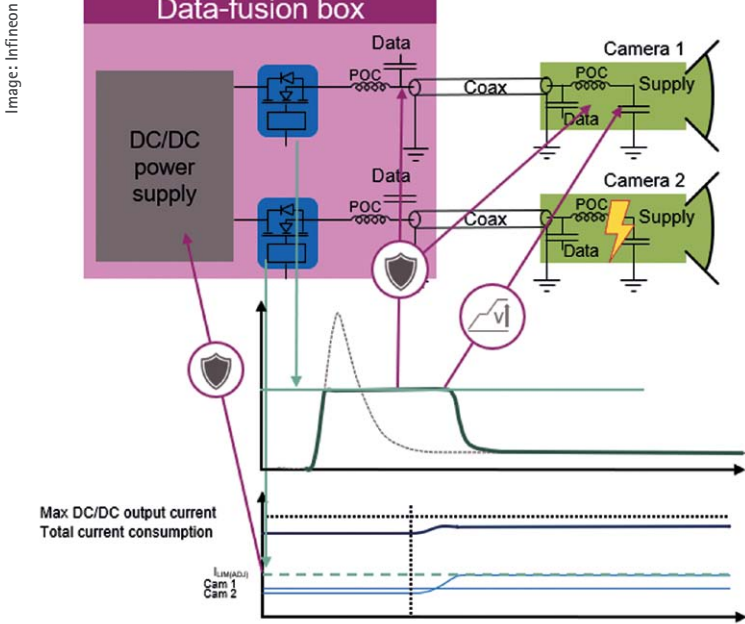 Image: Infineon
Data-fusion box
Data
POC
Coax
Camera 1
POC
Supply
Data
DC/DC
power
supply
Data
POC
Coax
Camera 2
POC
Supply
Data
V
Max DC/DC output current
Total current consumption
ILIM(ADJ)
Cam 1
Cam 2